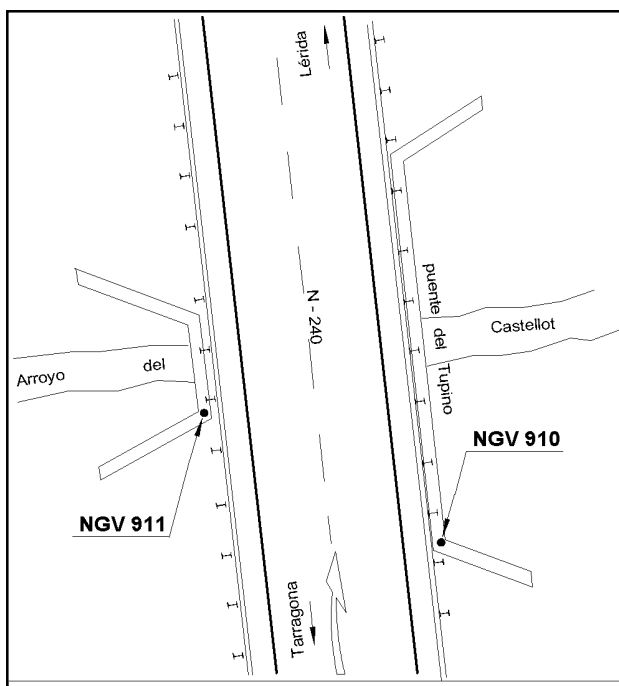 Lérida
N - 240
puente del Tupino
Arroyo del Castellot
NGV 911
NGV 910
Tarragona